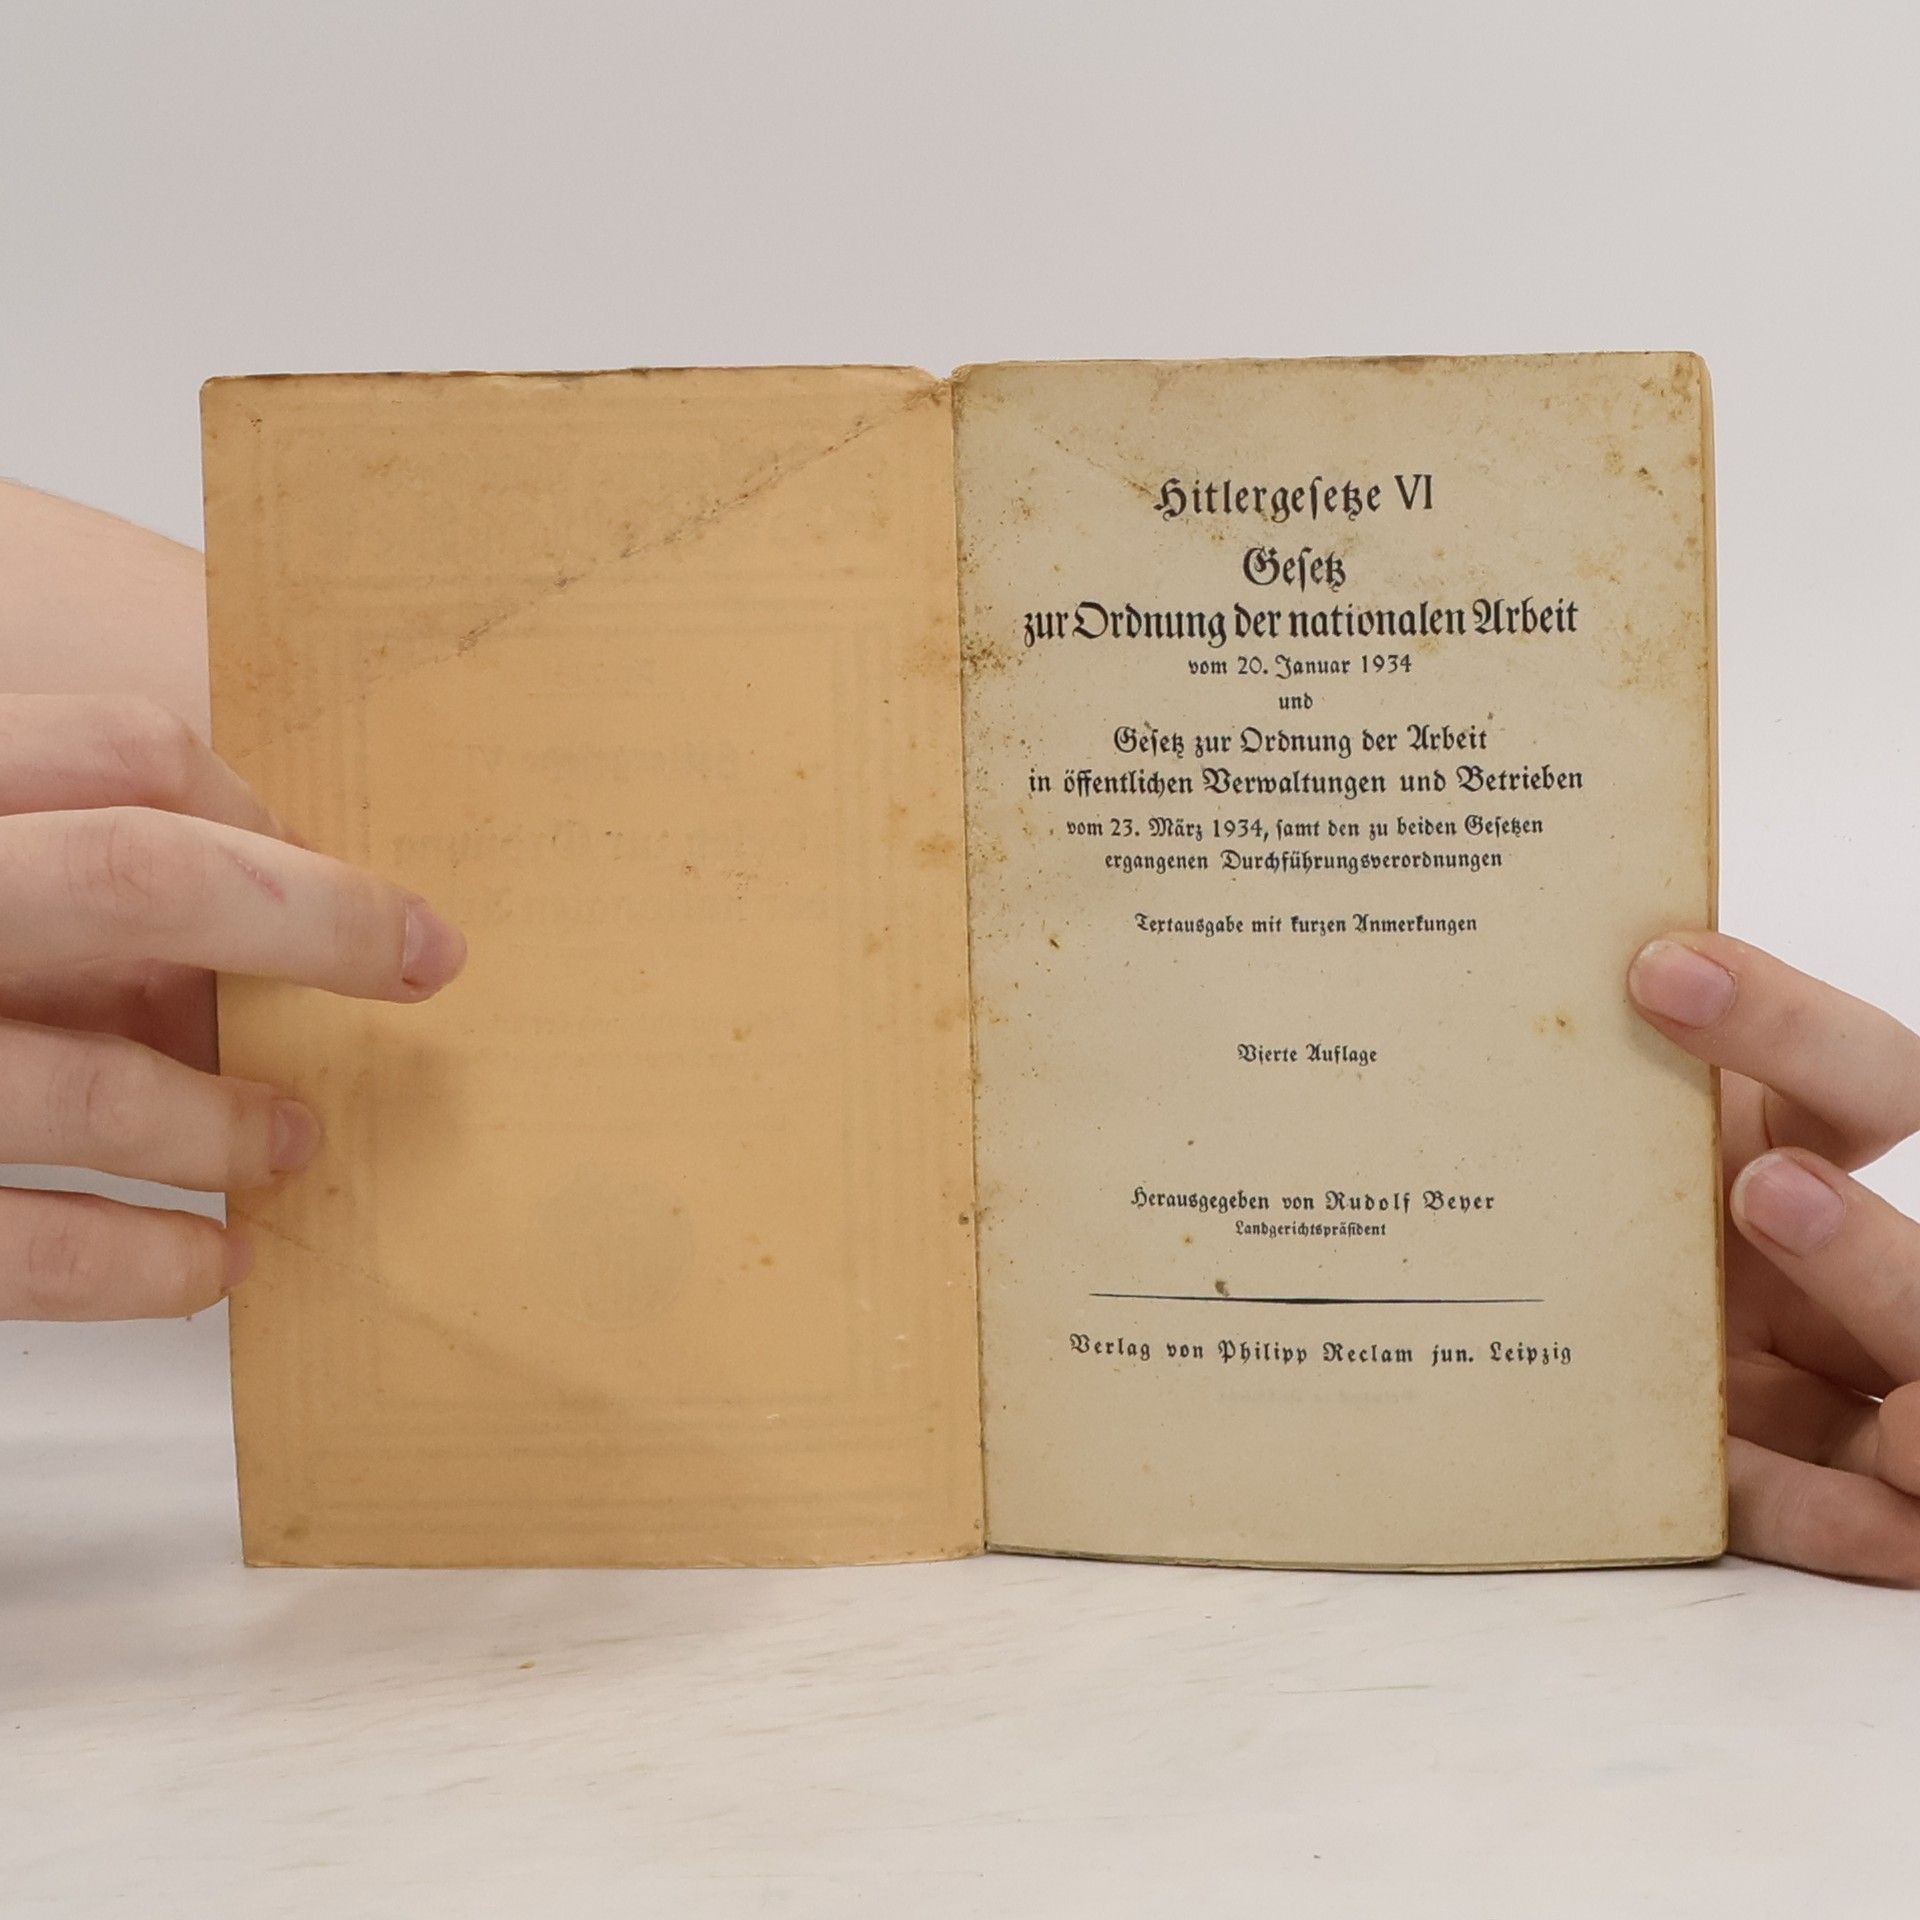 Hitlergeſetze VI
Geſetz
zur Ordnung der nationalen Arbeit
vom 20. Januar 1934
und
Geſetz zur Ordnung der Arbeit
in öffentlichen Verwaltungen und Betrieben
vom 23. März 1934, ſamt den zu beiden Geſetzen
ergangenen Durchführungsverordnungen
Textausgabe mit kurzen Anmerkungen
Vierte Auflage
Herausgegeben von Rudolf Beyer
Landgerichtspräſident
Verlag von Philipp Reclam jun. Leipzig